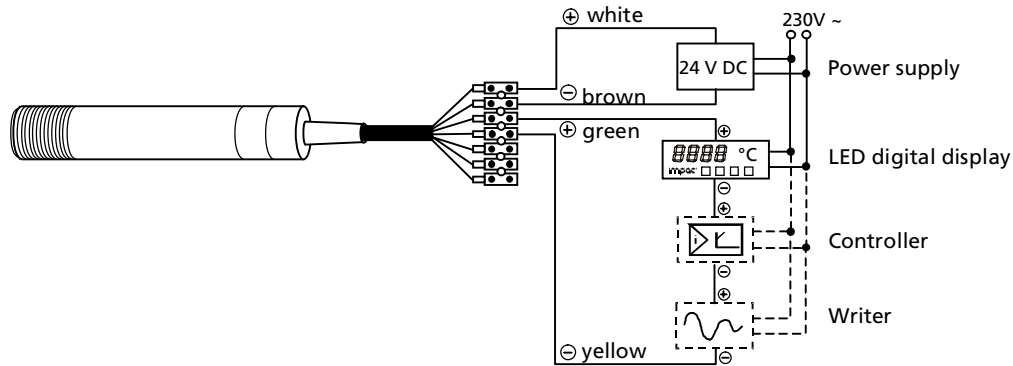 ⊕ white
230V ~
24 V DC
Power supply
⊖ brown
⊕ green
⊕
8888 °C
LED digital display
impac
⊖
⊕
i
Controller
⊖
⊕
Writer
⊖ yellow
⊖